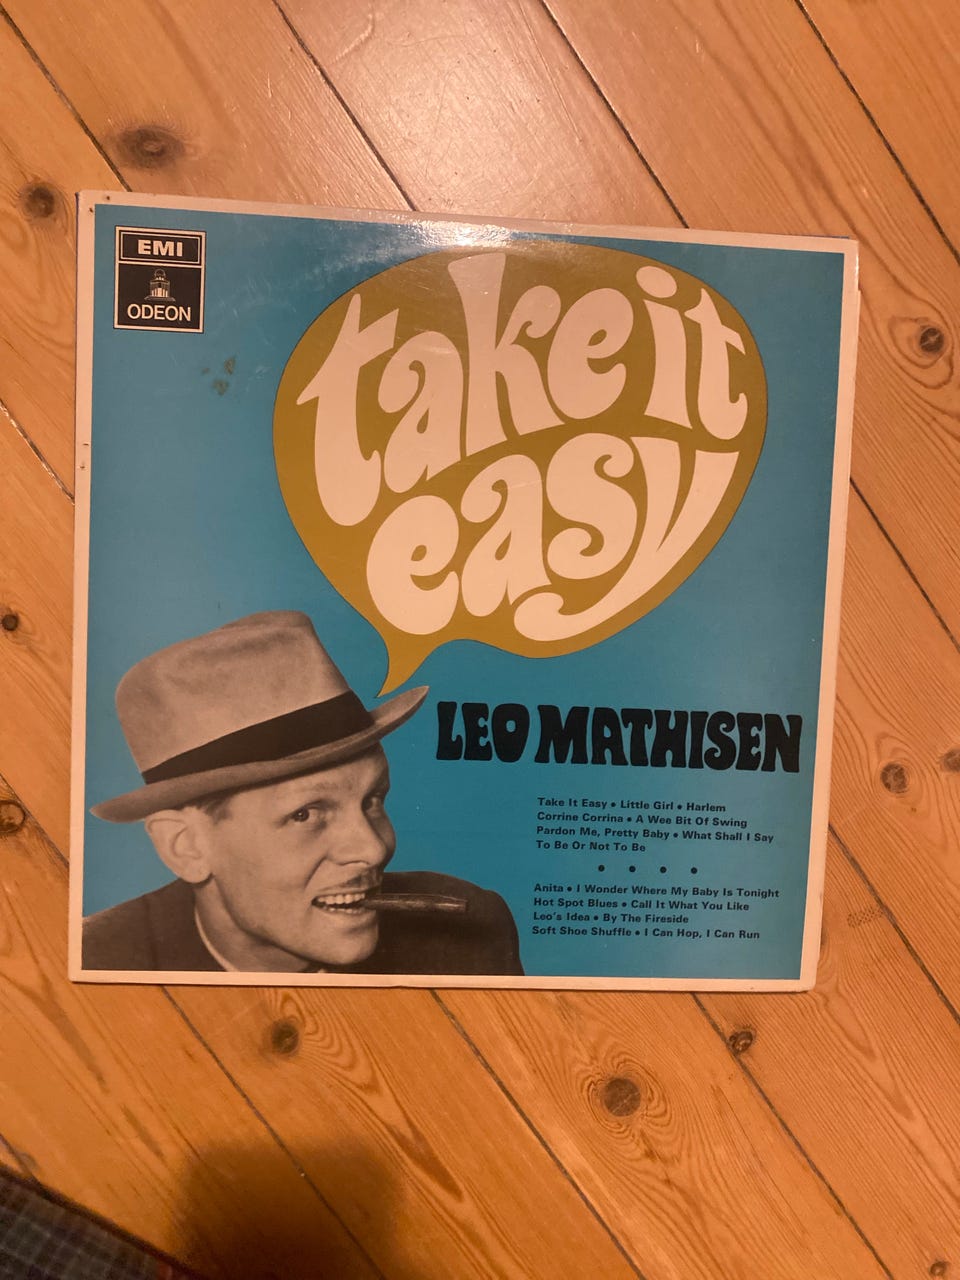 EMI
ODEON
take it
easy
LEO MATHISEN
Take It Easy • Little Girl • Harlem
Corrine Corrina • A Wee Bit Of Swing
Pardon Me, Pretty Baby • What Shall I Say
To Be Or Not To Be
• • • •
Anita • I Wonder Where My Baby Is Tonight
Hot Spot Blues • Call It What You Like
Leo's Idea • By The Fireside
Soft Shoe Shuffle • I Can Hop, I Can Run